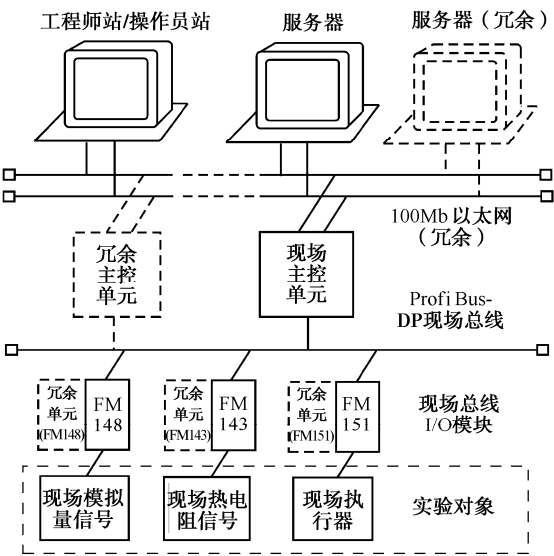 工程师站/操作员站
服务器
服务器（冗余）
100Mb 以太网
（冗余）
冗余
主控
单元
现场
主控
单元
Profi Bus-
DP现场总线
冗余
单元
(FM148)
FM
148
冗余
单元
(FM143)
FM
143
冗余
单元
(FM151)
FM
151
现场总线
I/O模块
现场模拟
量信号
现场热电
阻信号
现场执
行器
实验对象